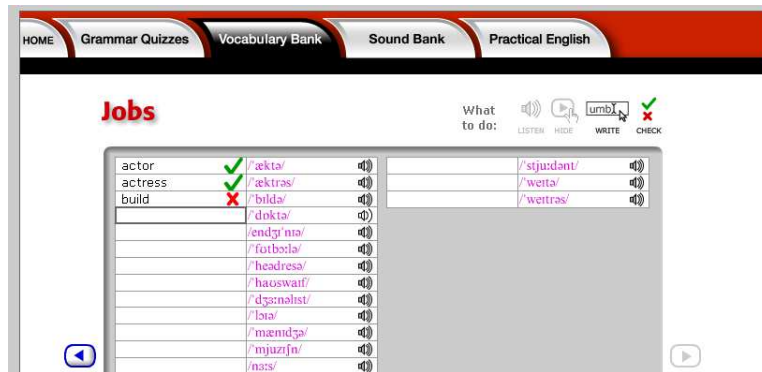 HOME Grammar Quizzes Vocabulary Bank Sound Bank Practical English
Jobs
What to do:
LISTEN HIDE WRITE CHECK
umb
actor /ˈæktə/
actress /ˈæktrəs/
build /ˈbɪldə/
/ˈdɒktə/
/endʒɪˈnɪə/
/ˈfʊtbɔːlə/
/ˈheədresə/
/ˈhaʊswaɪf/
/ˈdʒɜːnəlɪst/
/ˈlɔɪə/
/ˈmænɪdʒə/
/ˈmjuzɪʃn/
/nɜːs/
/ˈstjuːdənt/
/ˈweɪtə/
/ˈweɪtrəs/